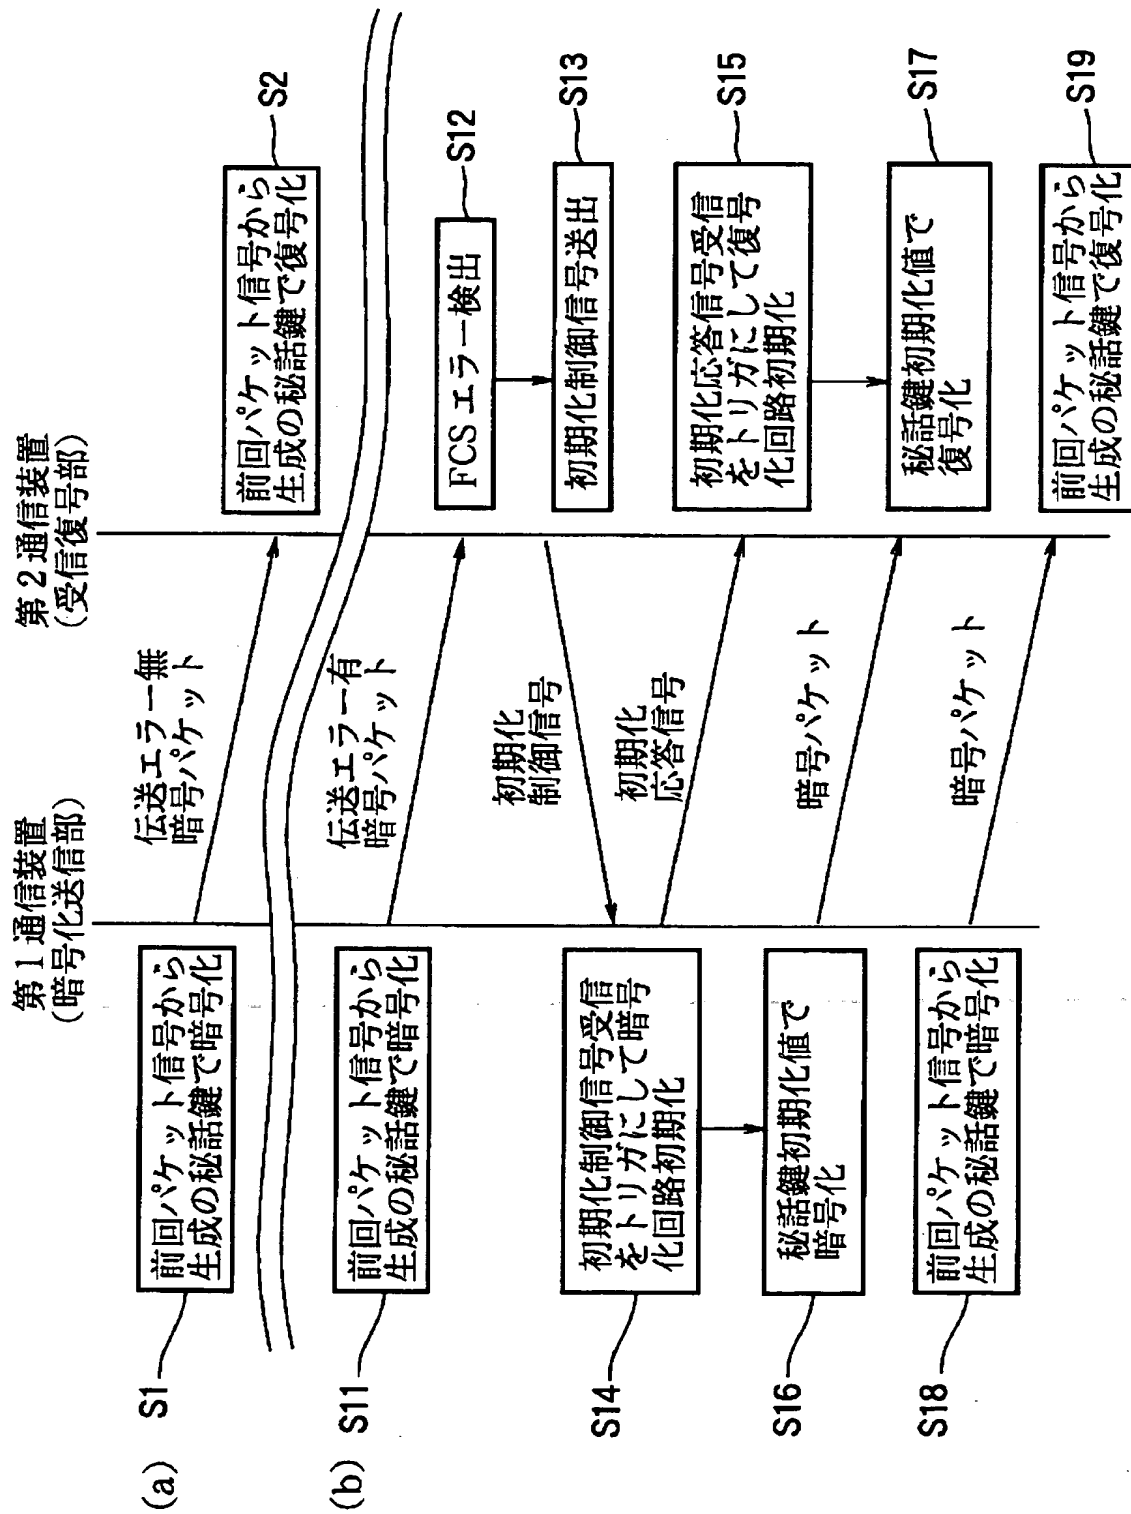 第1通信装置
(暗号化送信部)
第2通信装置
(受信復号部)
(a)
S1
前回パケット信号から
生成の秘話鍵で暗号化
伝送エラー無
暗号パケット
前回パケット信号から
生成の秘話鍵で復号化
S2
(b)
S11
前回パケット信号から
生成の秘話鍵で暗号化
伝送エラー有
暗号パケット
FCSエラー検出
S12
初期化制御信号送出
S13
初期化
制御信号
S14
初期化制御信号受信
をトリガにして暗号
化回路初期化
初期化
応答信号
初期化応答信号受信
をトリガにして復号
化回路初期化
S15
S16
秘話鍵初期化値で
暗号化
暗号パケット
秘話鍵初期化値で
復号化
S17
S18
前回パケット信号から
生成の秘話鍵で暗号化
暗号パケット
前回パケット信号から
生成の秘話鍵で復号化
S19